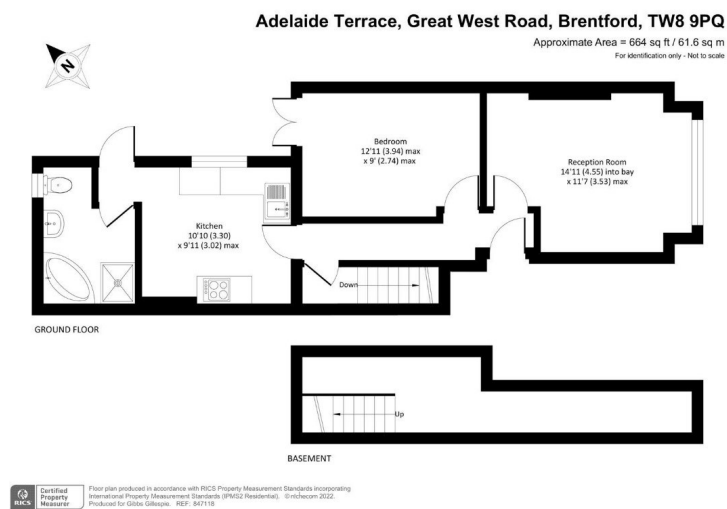 Adelaide Terrace, Great West Road, Brentford, TW8 9PQ
Approximate Area = 664 sq ft / 61.6 sq m
For identification only - Not to scale
N
Bedroom
12'11 (3.94) max
x 9' (2.74) max
Reception Room
14'11 (4.55) into bay
x 11'7 (3.53) max
Kitchen
10'10 (3.30)
x 9'11 (3.02) max
Down
GROUND FLOOR
Up
BASEMENT
RICS
Certified
Property
Measurer
Floor plan produced in accordance with RICS Property Measurement Standards incorporating
International Property Measurement Standards (IPMS2 Residential). © nichecom 2022.
Produced for Gibbs Gillespie. REF: 847118